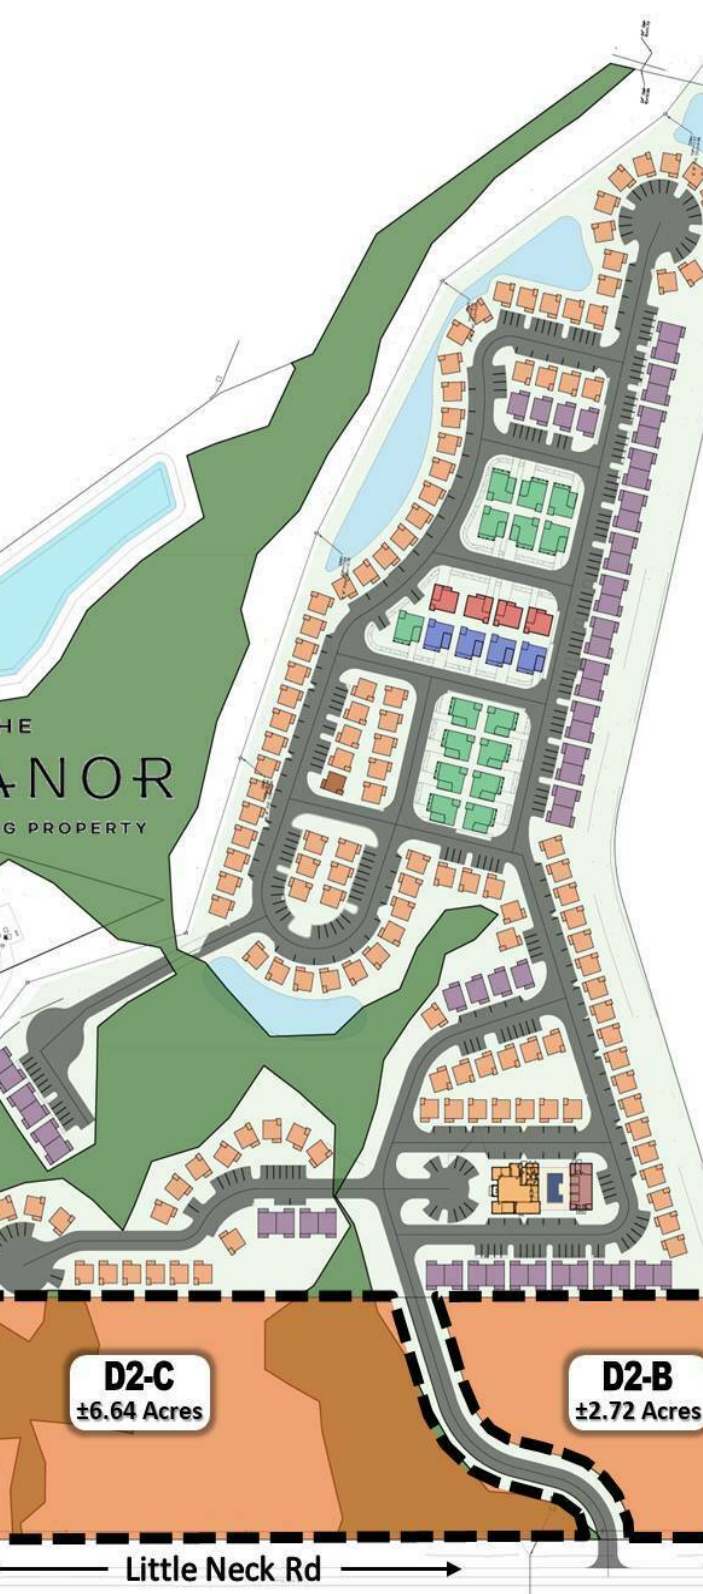 HE
ANOR
G PROPERTY
D2-C
±6.64 Acres
D2-B
±2.72 Acres
Little Neck Rd